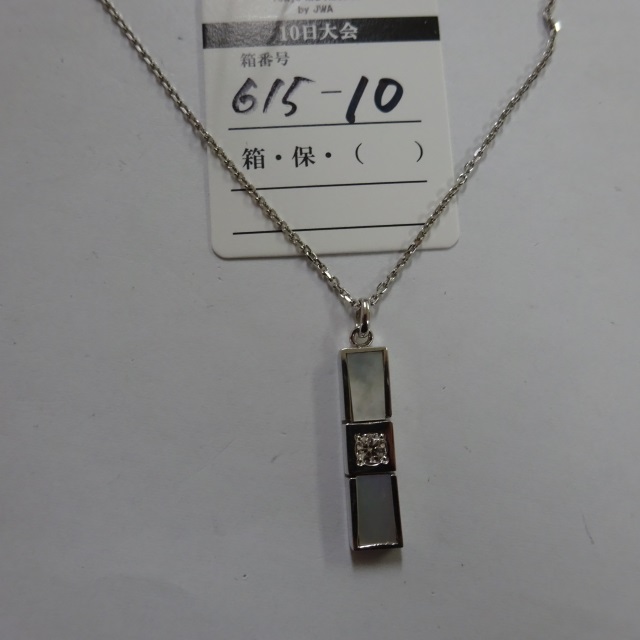 by JWA
10日大会
箱番号
615-10
箱・保・（　　）